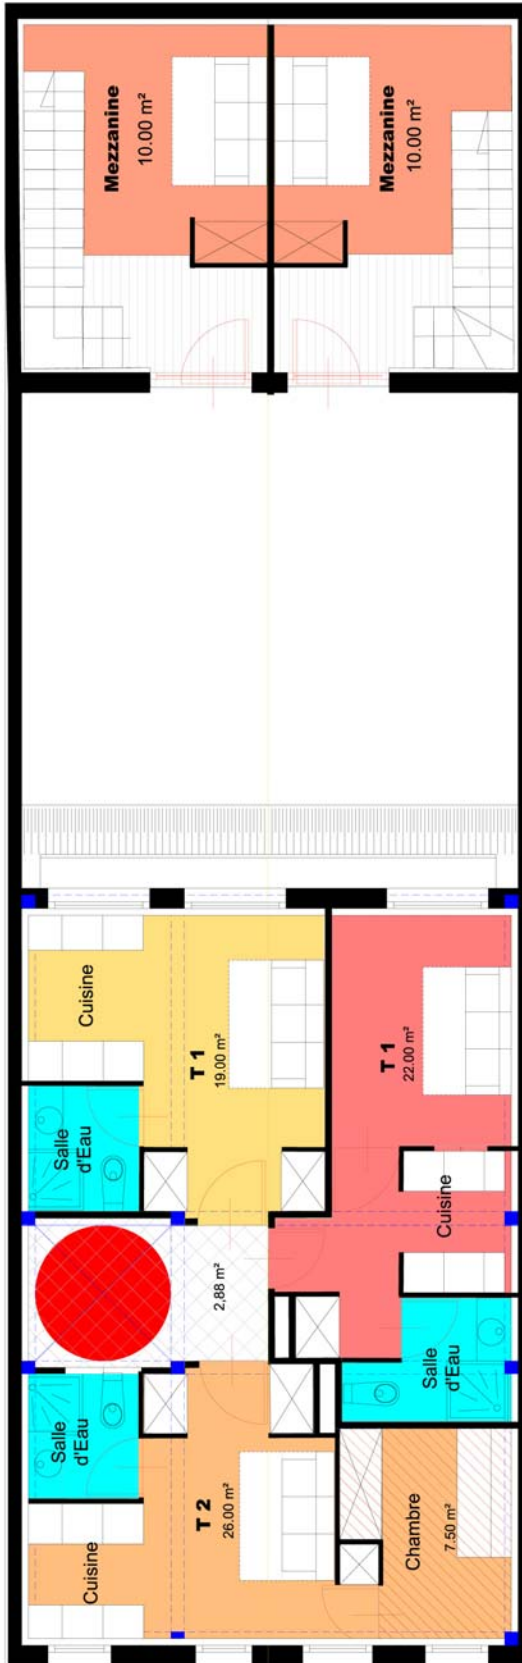 Mezzanine
10.00 m²
Mezzanine
10.00 m²
Cuisine
T 1
19.00 m²
T 1
22.00 m²
Salle
d'Eau
Cuisine
2,88 m²
Salle
d'Eau
Salle
d'Eau
T 2
26.00 m²
Cuisine
Chambre
7.50 m²